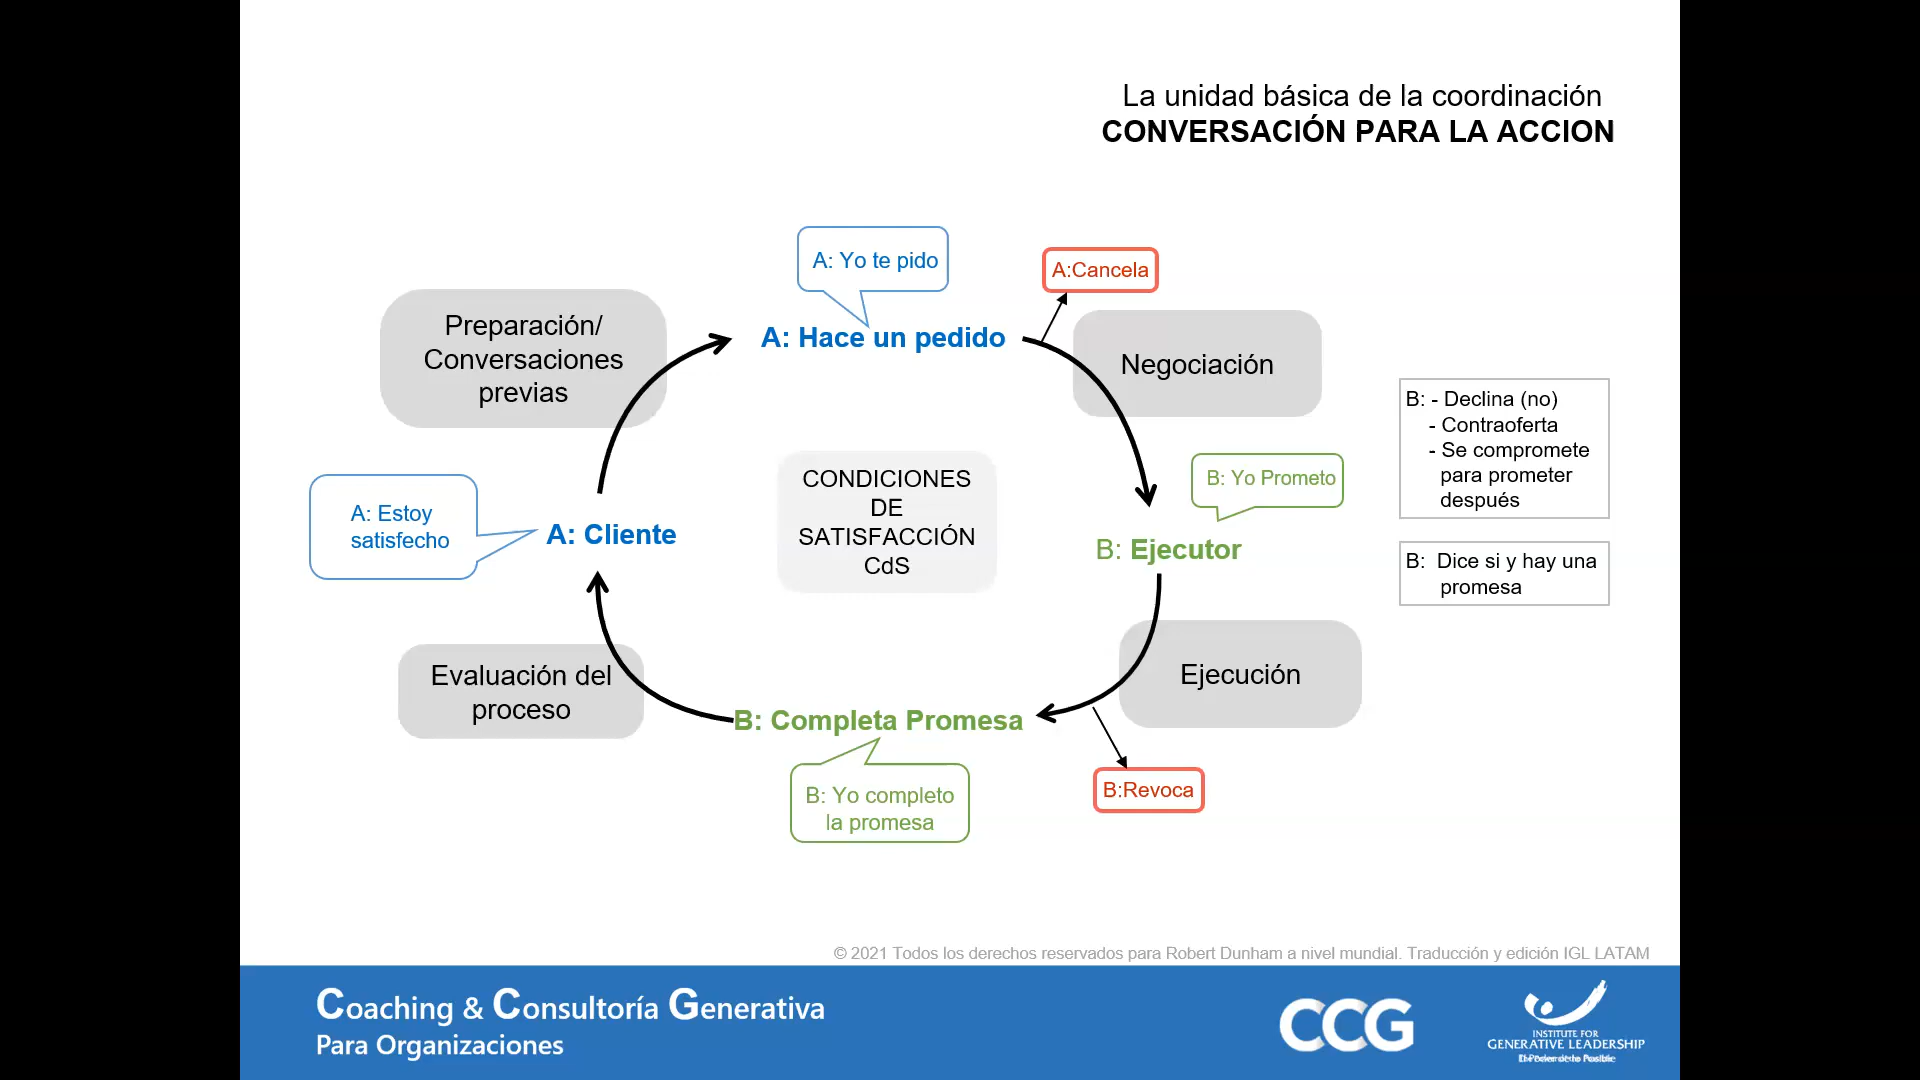 La unidad básica de la coordinación
CONVERSACIÓN PARA LA ACCION
A: Yo te pido
A:Cancela
A: Hace un pedido
Preparación/
Conversaciones
previas
Negociación
B: - Declina (no)
- Contraoferta
- Se compromete
para prometer
después
B: Yo Prometo
CONDICIONES
DE
SATISFACCIÓN
CdS
A: Estoy
satisfecho
A: Cliente
B: Ejecutor
B: Dice si y hay una
promesa
Evaluación del
proceso
Ejecución
B: Completa Promesa
B: Yo completo
la promesa
B:Revoca
© 2021 Todos los derechos reservados para Robert Dunham a nivel mundial. Traducción y edición IGL LATAM
Coaching & Consultoría Generativa
Para Organizaciones
CCG
INSTITUTE FOR
GENERATIVE LEADERSHIP